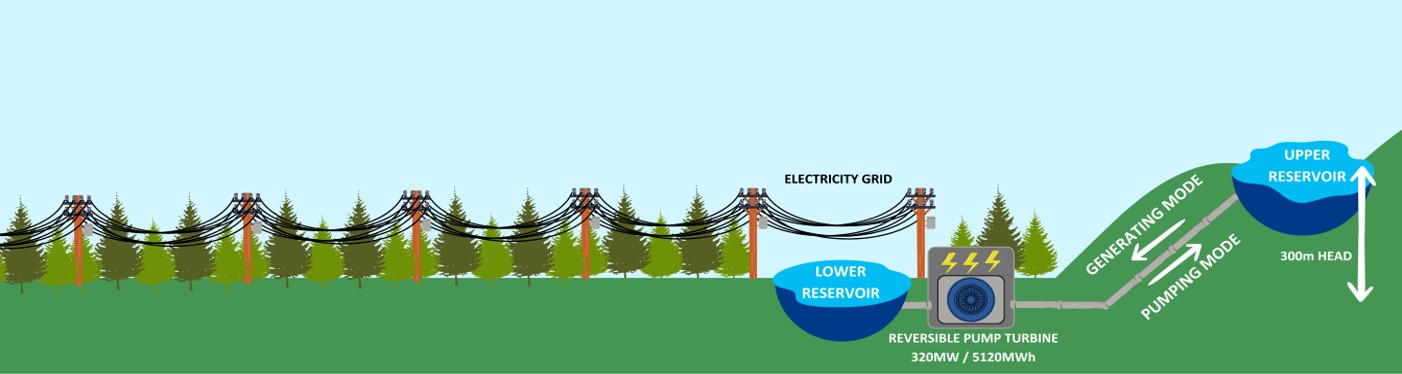 ELECTRICITY GRID
LOWER
RESERVOIR
REVERSIBLE PUMP TURBINE
320MW / 5120MWh
GENERATING MODE
PUMPING MODE
UPPER
RESERVOIR
300m HEAD